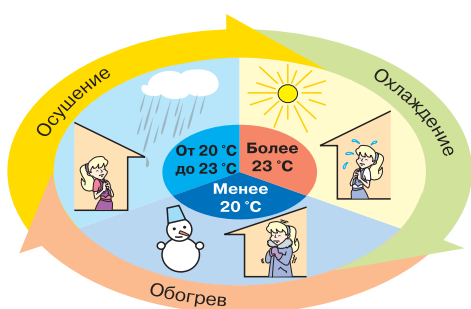 Осушение
Охлаждение
От 20 °C
до 23 °C
Более
23 °C
Менее
20 °C
Обогрев